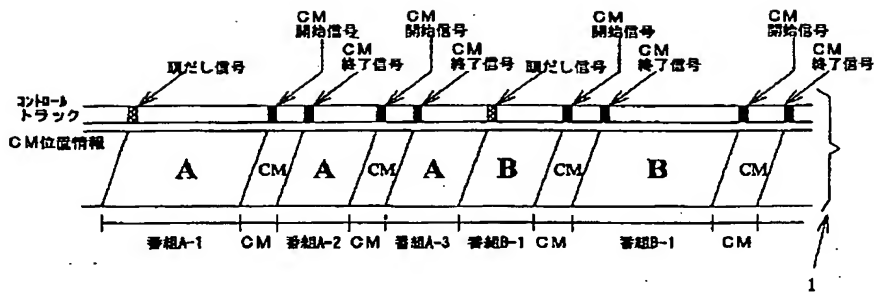 CM
開始信号
CM
終了信号
CM
開始信号
CM
終了信号
CM
開始信号
CM
終了信号
CM
開始信号
CM
終了信号
頭だし信号
頭だし信号
コントロール
トラック
CM位置情報
A CM A CM A B CM B CM
番組A-1 CM 番組A-2 CM 番組A-3 番組B-1 CM 番組B-1 CM
1